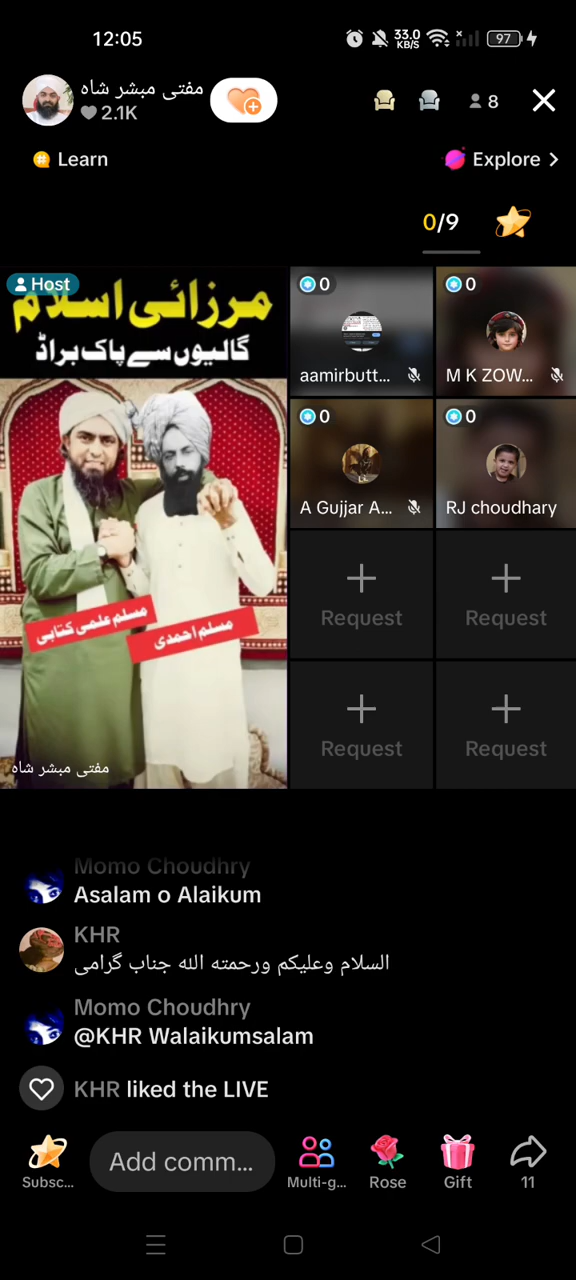 12:05
33.0
KB/S
97
مفتی مبشر شاہ
2.1K
8
Learn
Explore
0/9
Host
مرزائی اسلام
گالیوں سے پاک براڈ
مسلم علمی کتابی
مسلم احمدی
مفتی مبشر شاہ
0
aamirbutt...
0
M K ZOW...
0
A Gujjar A...
0
RJ choudhary
Request
Request
Request
Request
Momo Choudhry
Asalam o Alaikum
KHR
السلام وعلیکم ورحمتہ اللہ جناب گرامی
Momo Choudhry
@KHR Walaikumsalam
KHR liked the LIVE
Subsc...
Add comm...
Multi-g...
Rose
Gift
11